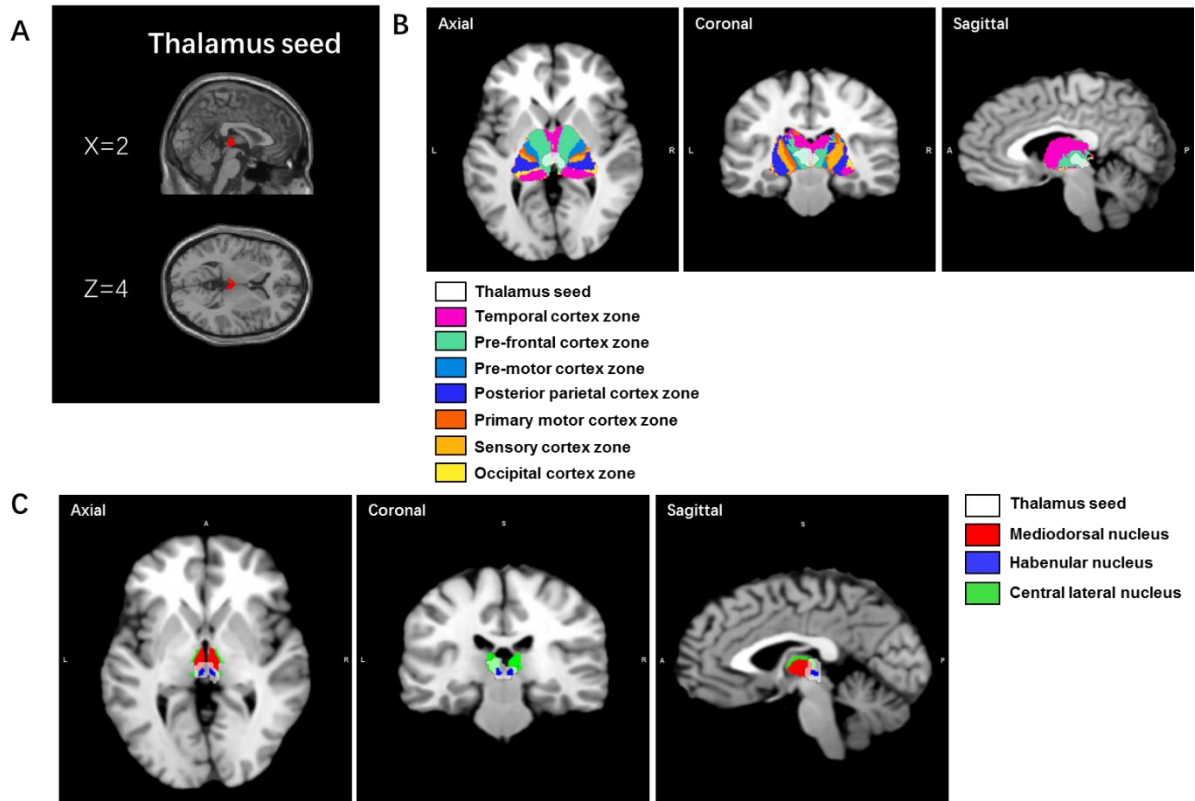 A
Thalamus seed
X=2
Z=4
B
Axial
Coronal
Sagittal
L
R
L
R
A
P
Thalamus seed
Temporal cortex zone
Pre-frontal cortex zone
Pre-motor cortex zone
Posterior parietal cortex zone
Primary motor cortex zone
Sensory cortex zone
Occipital cortex zone
C
Axial
Coronal
Sagittal
A
S
S
L
R
L
R
A
P
Thalamus seed
Mediodorsal nucleus
Habenular nucleus
Central lateral nucleus